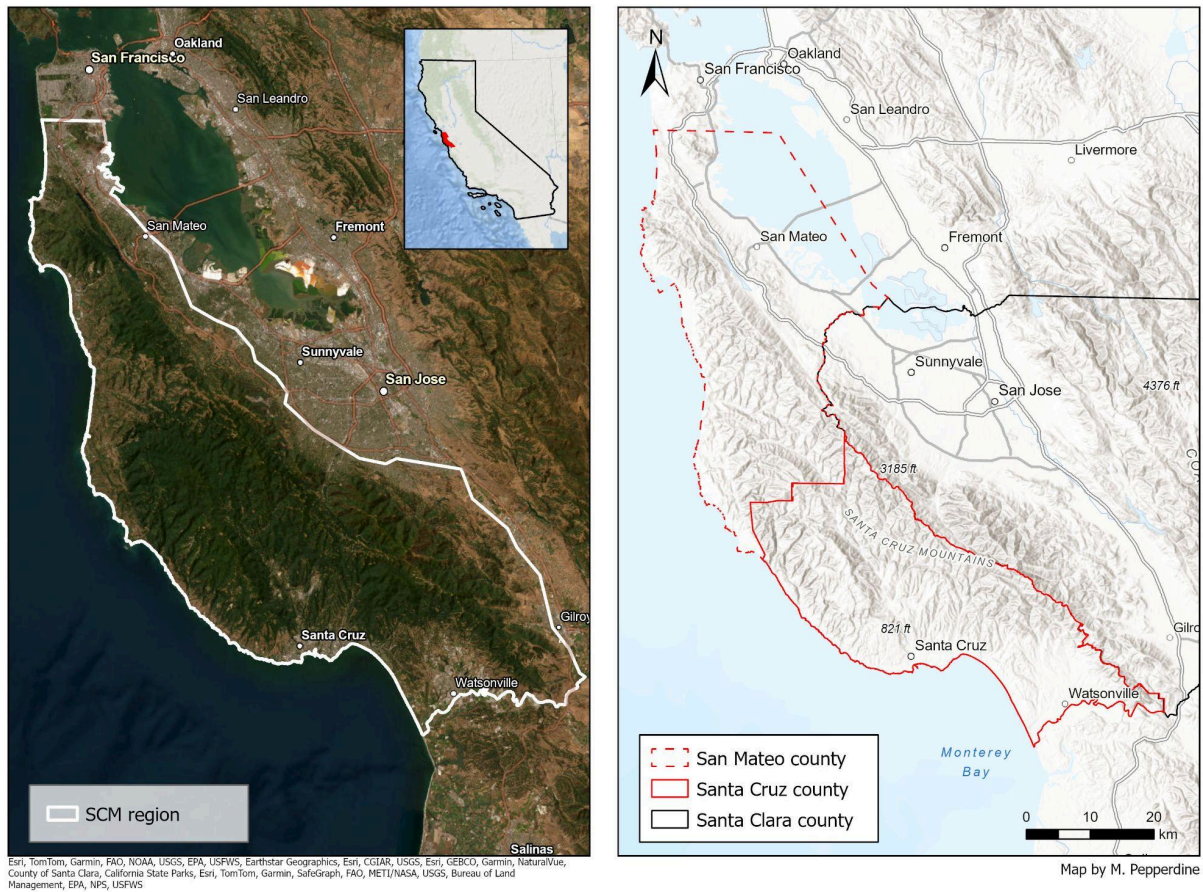 Oakland
San Francisco
San Leandro
San Mateo
Fremont
Sunnyvale
San Jose
Gilroy
Santa Cruz
Watsonville
SCM region
Salinas
N
Oakland
San Francisco
San Leandro
Livermore
San Mateo
Fremont
Sunnyvale
San Jose
4376 ft
3185 ft
SANTA CRUZ MOUNTAINS
821 ft
Santa Cruz
Gilro
Watsonville
Monterey
Bay
San Mateo county
Santa Cruz county
Santa Clara county
0 10 20
km
Esri, TomTom, Garmin, FAO, NOAA, USGS, EPA, USFWS, Earthstar Geographics, Esri, CGIAR, USGS, Esri, GEBCO, Garmin, NaturalVue,
County of Santa Clara, California State Parks, Esri, TomTom, Garmin, SafeGraph, FAO, METI/NASA, USGS, Bureau of Land
Management, EPA, NPS, USFWS
Map by M. Pepperdine